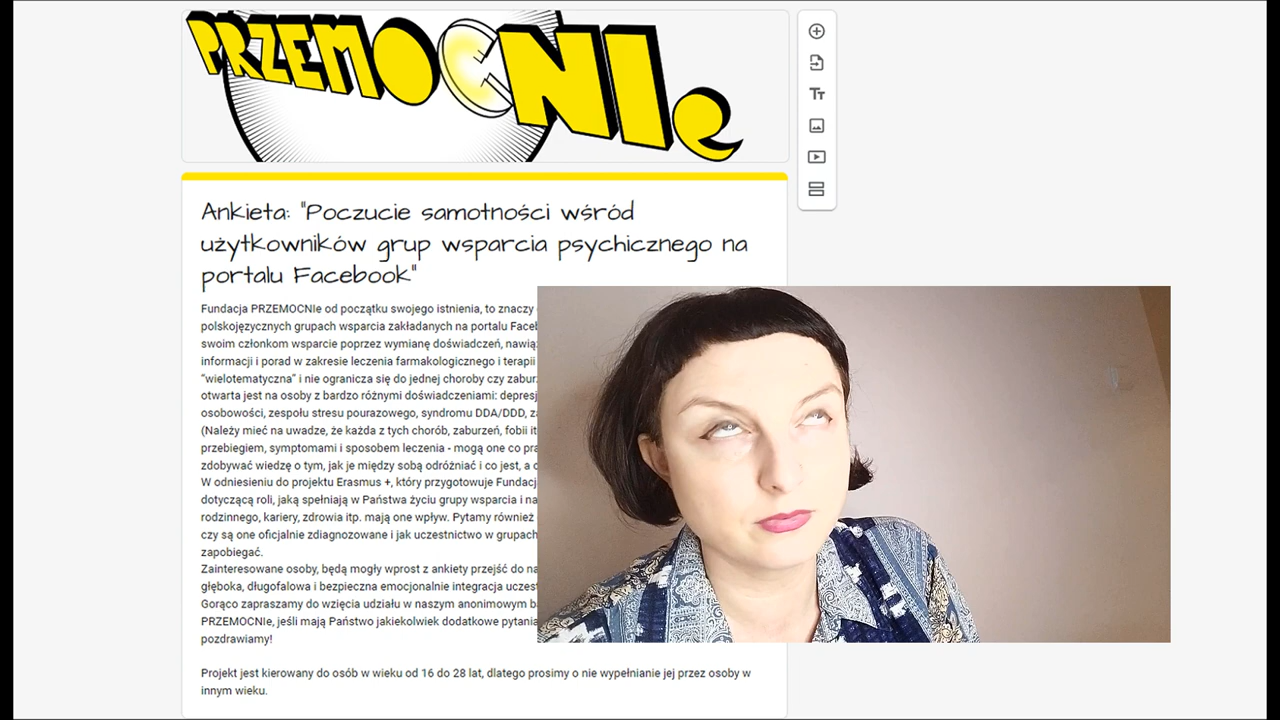 PRZEMOCNIe
Ankieta: "Poczucie samotności wśród
użytkowników grup wsparcia psychicznego na
portalu Facebook"
Fundacja PRZEMOCNIe od początku swojego istnienia, to znaczy
polskojęzycznych grupach wsparcia zakładanych na portalu
swoim członkom wsparcie poprzez wymianę doświadczeń,
informacji i porad w zakresie leczenia farmakologicznego i terapii
"wielotematyczna" i nie ogranicza się do jednej choroby czy
otwarta jest na osoby z bardzo różnymi doświadczeniami:
osobowości, zespołu stresu pourazowego, syndromu DDA/DDD,
(Należy mieć na uwadze, że każda z tych chorób, zaburzeń, fobii
przebiegiem, symptomami i sposobem leczenia - mogą one co
zdobywać wiedzę o tym, jak je między sobą odróżniać i co jest, a
W odniesieniu do projektu Erasmus +, który przygotowuje
dotyczącą roli, jaką spełniają w Państwa życiu grupy wsparcia i
rodzinnego, kariery, zdrowia itp. mają one wpływ. Pytamy również
czy są one oficjalnie zdiagnozowane i jak uczestnictwo w grupach
zapobiegać.
Zainteresowane osoby, będą mogły wprost z ankiety przejść do
głęboka, długofalowa i bezpieczna emocjonalnie integracja
Gorąco zapraszamy do wzięcia udziału w naszym anonimowym
PRZEMOCNIe, jeśli mają Państwo jakiekolwiek dodatkowe pytania
pozdrawiamy!
Projekt jest kierowany do osób w wieku od 16 do 28 lat, dlatego prosimy o nie wypełnianie jej przez osoby w
innym wieku.